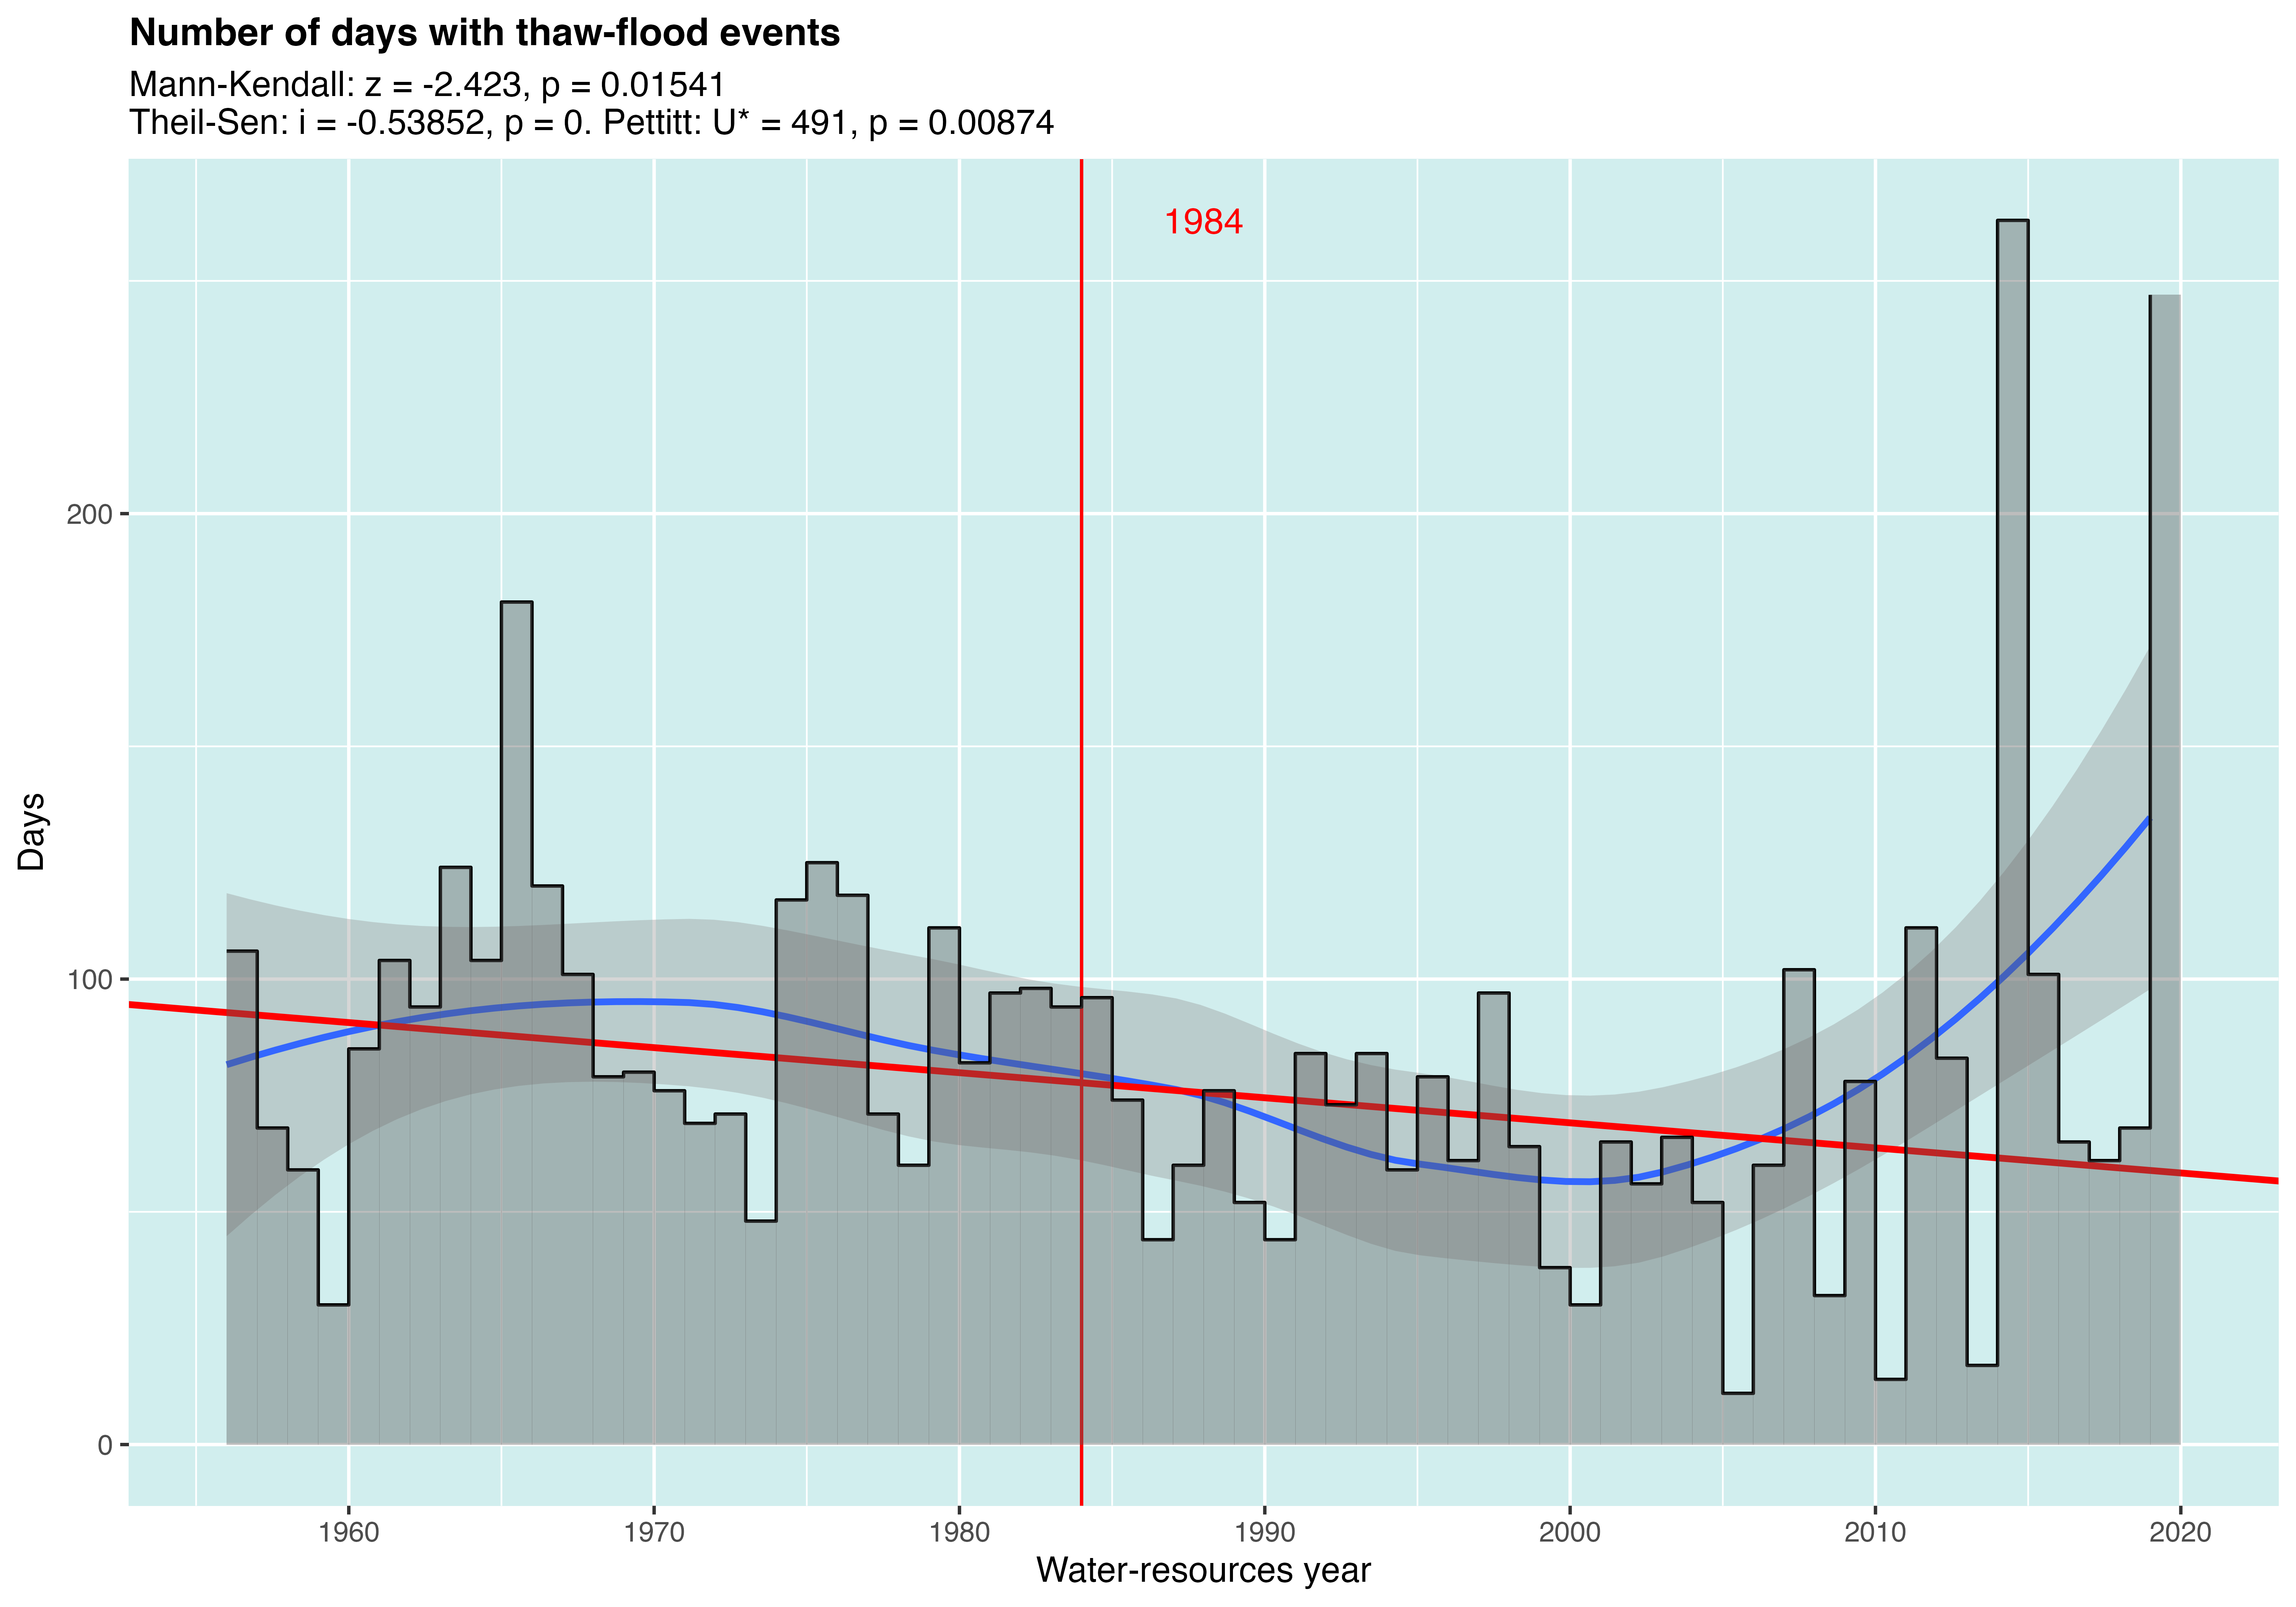 Number of days with thaw-flood events
Mann-Kendall: z = -2.423, p = 0.01541
Theil-Sen: i = -0.53852, p = 0. Pettitt: U* = 491, p = 0.00874
1984
200
100
0
Days
1960 1970 1980 1990 2000 2010 2020
Water-resources year